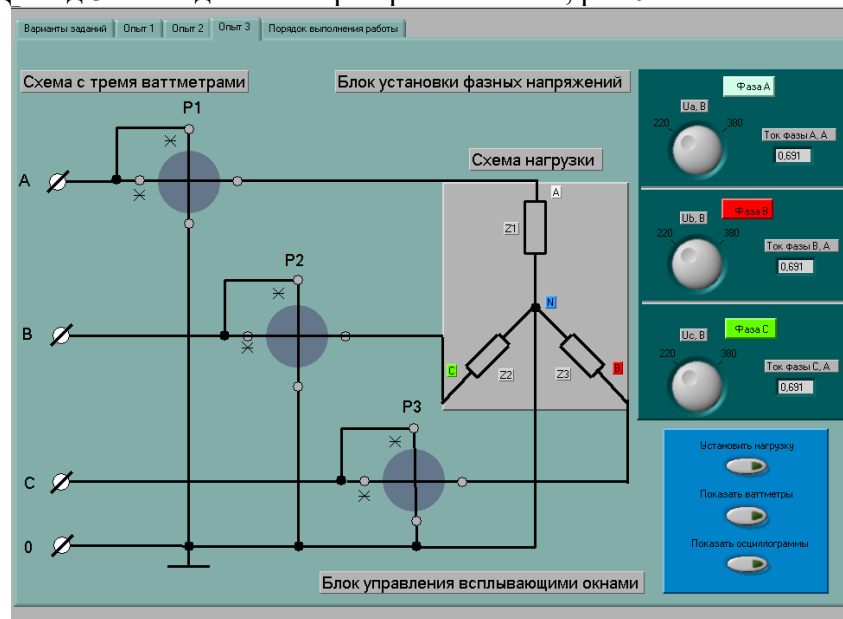 Варианты заданий Опыт 1 Опыт 2 Опыт 3 Порядок выполнения работы
Схема с тремя ваттметрами
Блок установки фазных напряжений
P1
A
P2
B
P3
C
0
Схема нагрузки
A
Z1
N
C
Z2
Z3
B
Фаза А
Ua, В
220
380
Ток фазы А, А
0,691
Фаза В
Ub, В
220
380
Ток фазы В, А
0,691
Фаза С
Uc, В
220
380
Ток фазы С, А
0,691
Установить нагрузку
Показать ваттметры
Показать осциллограммы
Блок управления всплывающими окнами